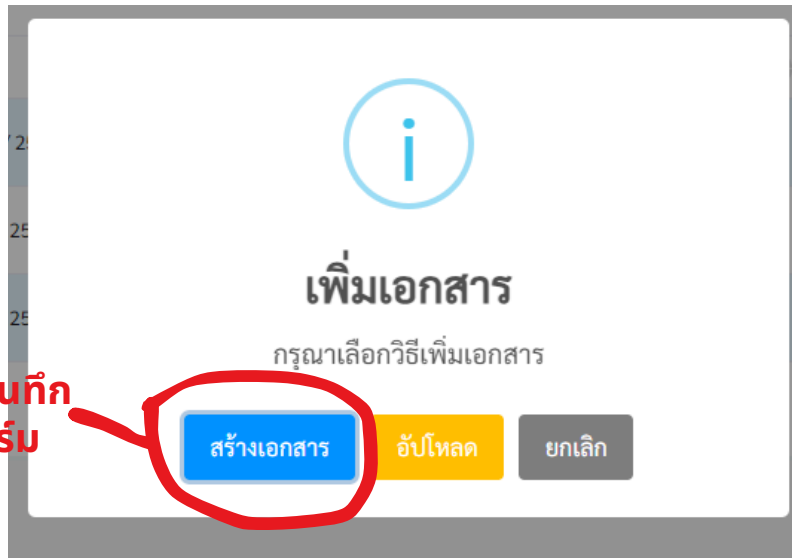 เพิ่มเอกสาร
กรุณาเลือกวิธีเพิ่มเอกสาร
สร้างเอกสาร อัปโหลด ยกเลิก
25
25